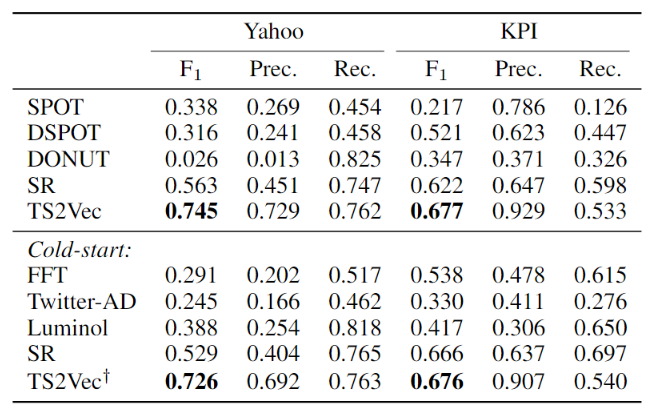 Yahoo KPI
F1 Prec. Rec. F1 Prec. Rec.
SPOT 0.338 0.269 0.454 0.217 0.786 0.126
DSPOT 0.316 0.241 0.458 0.521 0.623 0.447
DONUT 0.026 0.013 0.825 0.347 0.371 0.326
SR 0.563 0.451 0.747 0.622 0.647 0.598
TS2Vec 0.745 0.729 0.762 0.677 0.929 0.533
Cold-start:
FFT 0.291 0.202 0.517 0.538 0.478 0.615
Twitter-AD 0.245 0.166 0.462 0.330 0.411 0.276
Luminol 0.388 0.254 0.818 0.417 0.306 0.650
SR 0.529 0.404 0.765 0.666 0.637 0.697
TS2Vec† 0.726 0.692 0.763 0.676 0.907 0.540